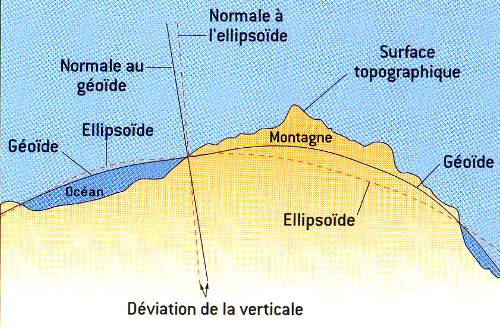 Normale à
l'ellipsoïde
Normale au
géoïde
Surface
topographique
Ellipsoïde
Géoïde
Montagne
Géoïde
Océan
Ellipsoïde
Déviation de la verticale